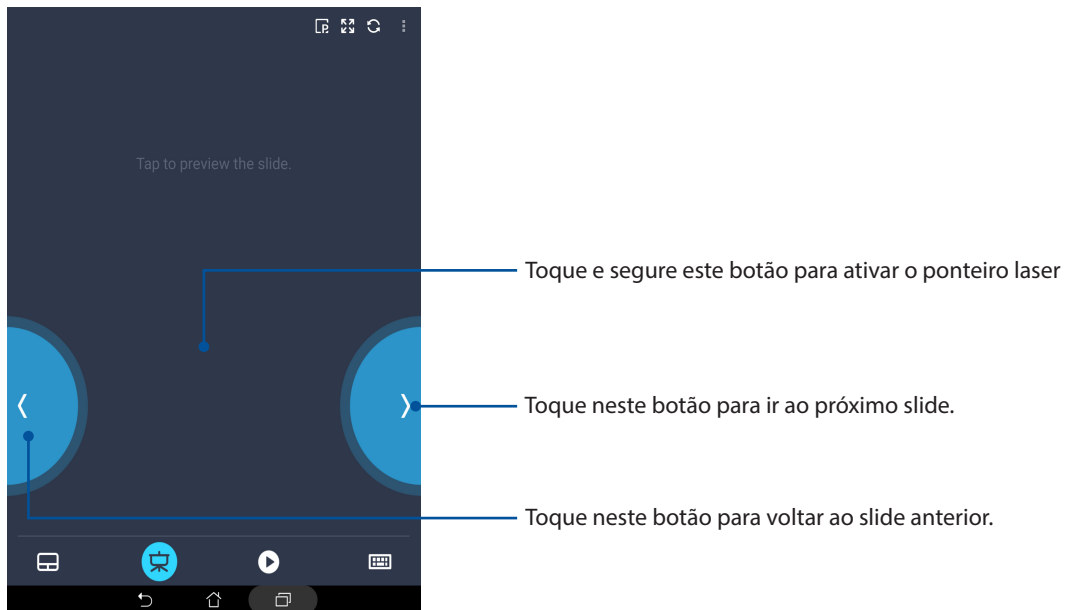 Tap to preview the slide.
Toque e segure este botão para ativar o ponteiro laser
Toque neste botão para ir ao próximo slide.
Toque neste botão para voltar ao slide anterior.